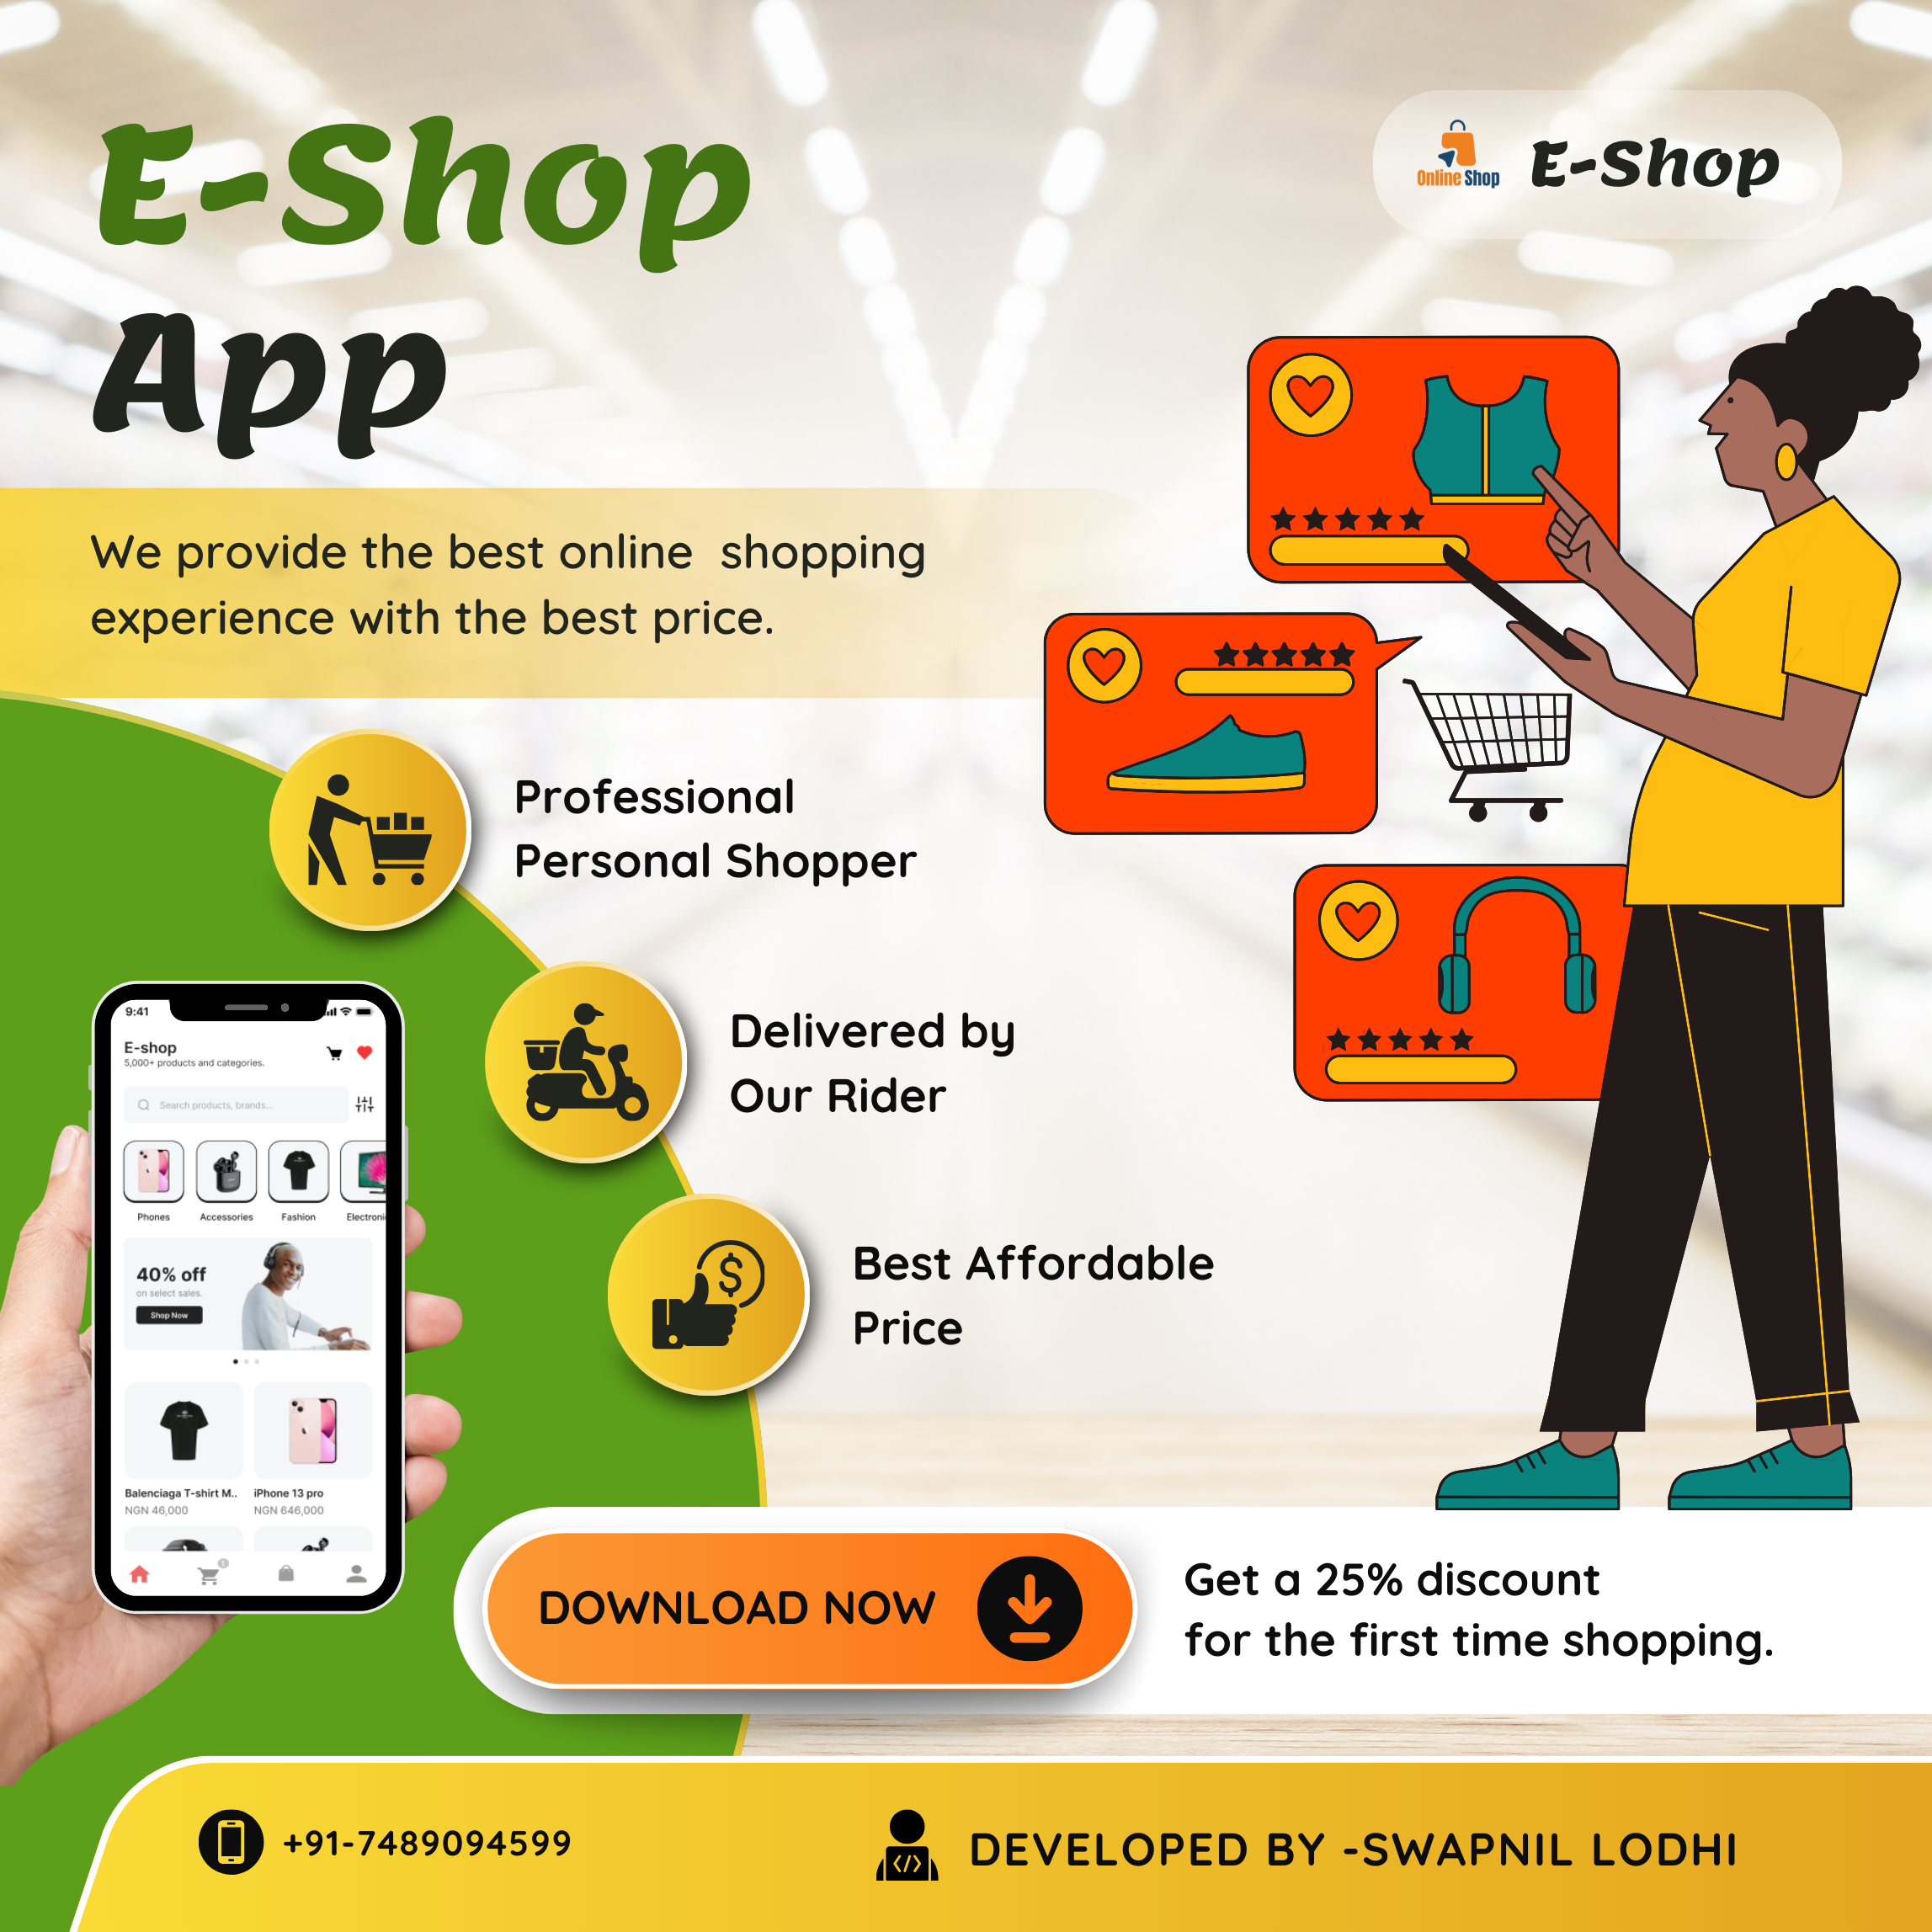 E-Shop
App
Online Shop
E-Shop
We provide the best online  shopping
experience with the best price.
Professional
Personal Shopper
Delivered by
Our Rider
Best Affordable
Price
9:41
E-shop
5,000+ products and categories.
Search products, brands...
Phones Accessories Fashion Electroni
40% off
on select sales.
Shop Now
Balenciaga T-shirt M.. iPhone 13 pro
NGN 46,000 NGN 646,000
1
DOWNLOAD NOW
Get a 25% discount
for the first time shopping.
+91-7489094599
DEVELOPED BY -SWAPNIL LODHI